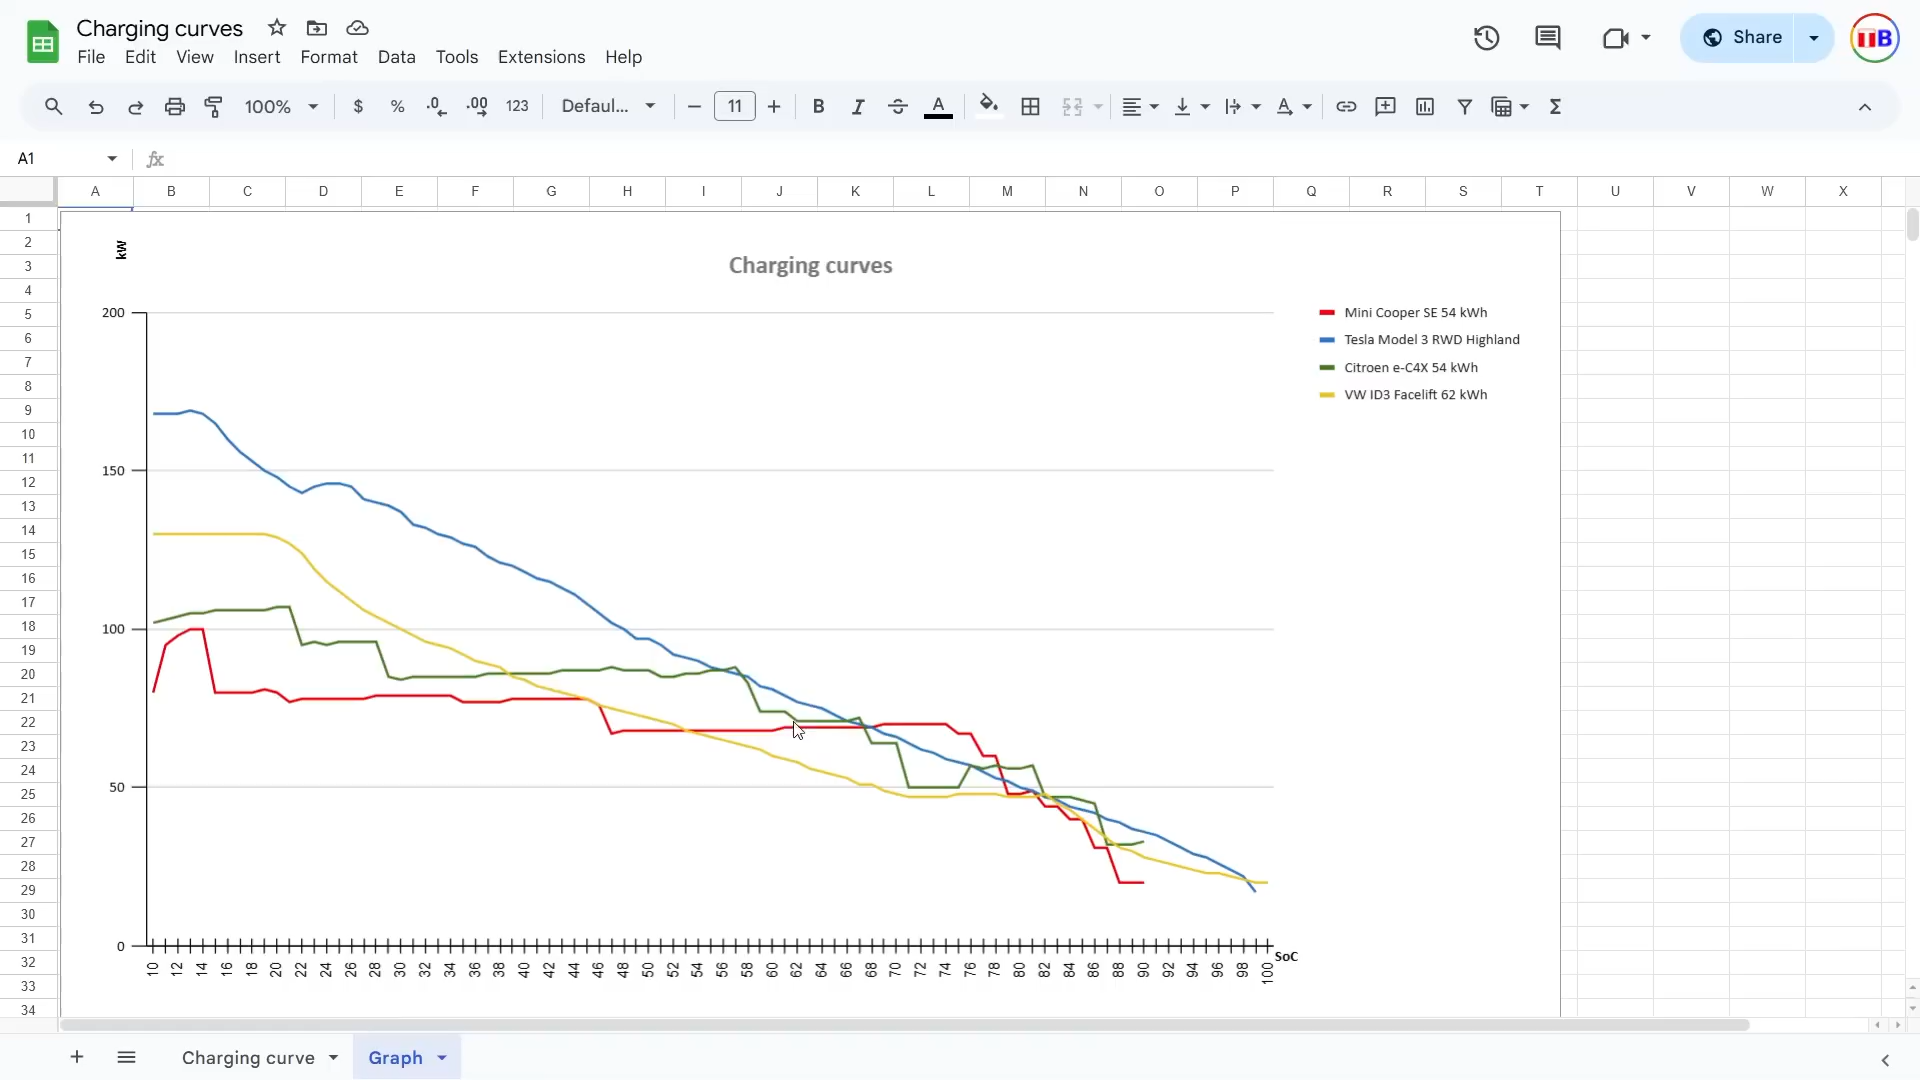 Charging curves
File Edit View Insert Format Data Tools Extensions Help
Share
TTB
100% $ % .0 .00 123 Defaul... 11 B I S A Σ
A1 fx
A B C D E F G H I J K L M N O P Q R S T U V W X
1
2
3
4
5
6
7
8
9
10
11
12
13
14
15
16
17
18
19
20
21
22
23
24
25
26
27
28
29
30
31
32
33
34
kW
Charging curves
200
150
100
50
0
Mini Cooper SE 54 kWh
Tesla Model 3 RWD Highland
Citroen e-C4X 54 kWh
VW ID3 Facelift 62 kWh
10 12 14 16 18 20 22 24 26 28 30 32 34 36 38 40 42 44 46 48 50 52 54 56 58 60 62 64 66 68 70 72 74 76 78 80 82 84 86 88 90 92 94 96 98 100
SoC
Charging curve Graph